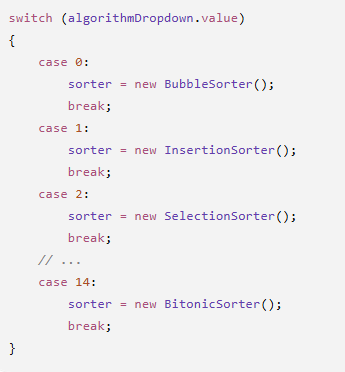 switch (algorithmDropdown.value)
{
    case 0:
        sorter = new BubbleSorter();
        break;
    case 1:
        sorter = new InsertionSorter();
        break;
    case 2:
        sorter = new SelectionSorter();
        break;
    // ...
    case 14:
        sorter = new BitonicSorter();
        break;
}